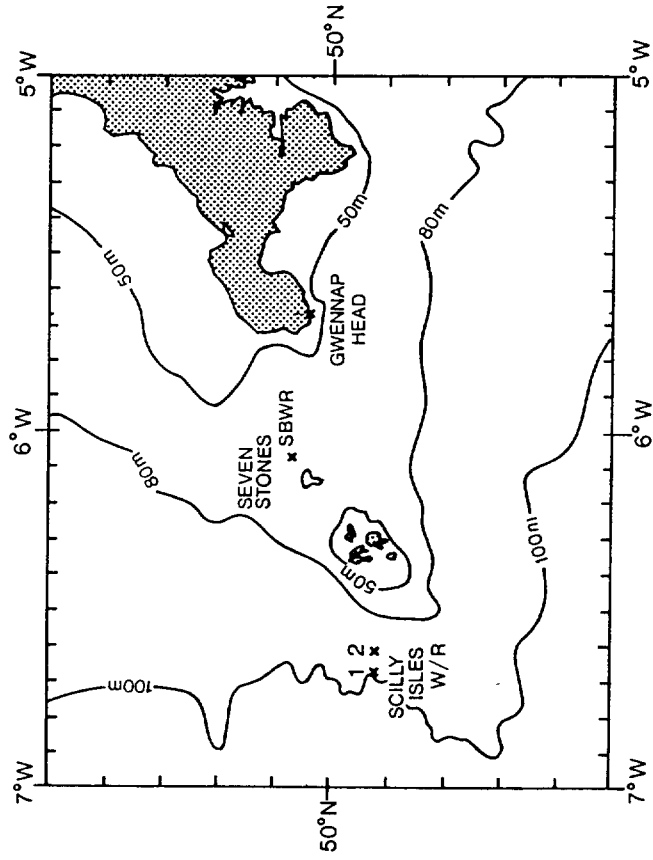 5°W
50°N
5°W
50m
50m
80m
GWENNAP
HEAD
6°W
SEVEN
STONES
SBWR
80m
6°W
50m
100m
1 2
SCILLY
ISLES
W/R
100m
7°W
50°N
7°W